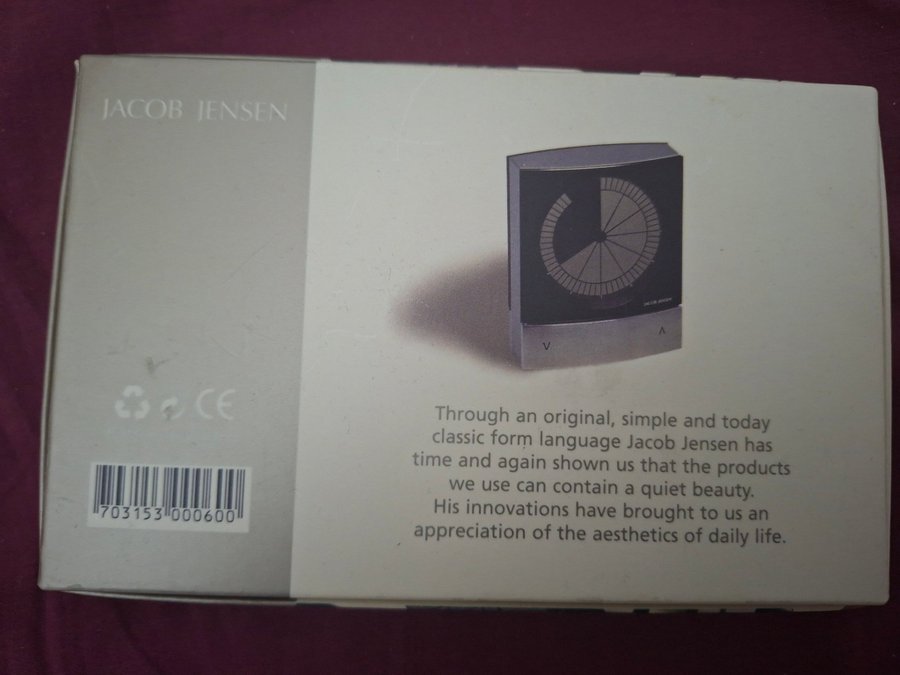 JACOB JENSEN
JACOB JENSEN
V
Λ
Through an original, simple and today
classic form language Jacob Jensen has
time and again shown us that the products
we use can contain a quiet beauty.
His innovations have brought to us an
appreciation of the aesthetics of daily life.
CE
703153 000600